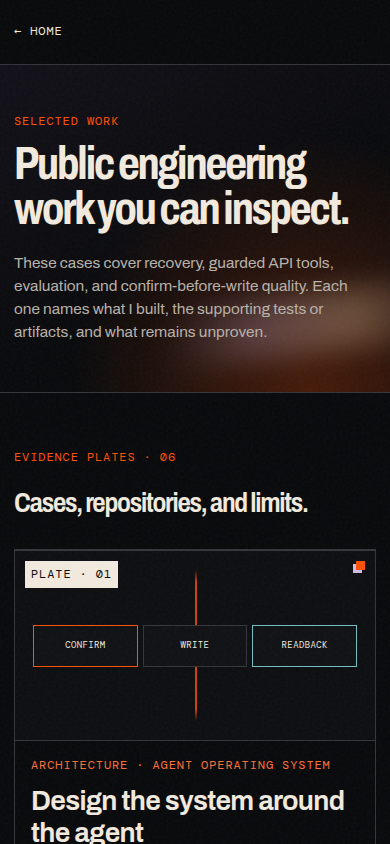 ← HOME
SELECTED WORK
Public engineering
work you can inspect.
These cases cover recovery, guarded API tools,
evaluation, and confirm-before-write quality. Each
one names what I built, the supporting tests or
artifacts, and what remains unproven.
EVIDENCE PLATES · 06
Cases, repositories, and limits.
PLATE · 01
CONFIRM WRITE READBACK
ARCHITECTURE · AGENT OPERATING SYSTEM
Design the system around
the agent